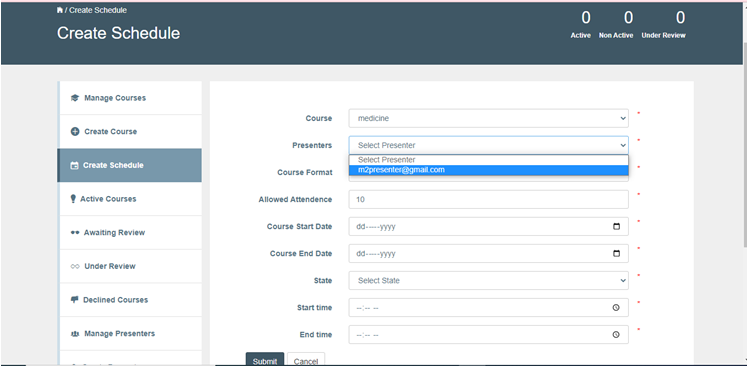 / Create Schedule
Create Schedule
0 0 0
Active Non Active Under Review
Manage Courses
Create Course
Create Schedule
Active Courses
Awaiting Review
Under Review
Declined Courses
Manage Presenters
Course medicine *
Presenters Select Presenter *
Select Presenter
m2presenter@gmail.com
Course Format *
Allowed Attendence 10 *
Course Start Date dd-----yyyy *
Course End Date dd-----yyyy *
State Select State *
Start time --:-- -- *
End time --:-- -- *
Submit Cancel